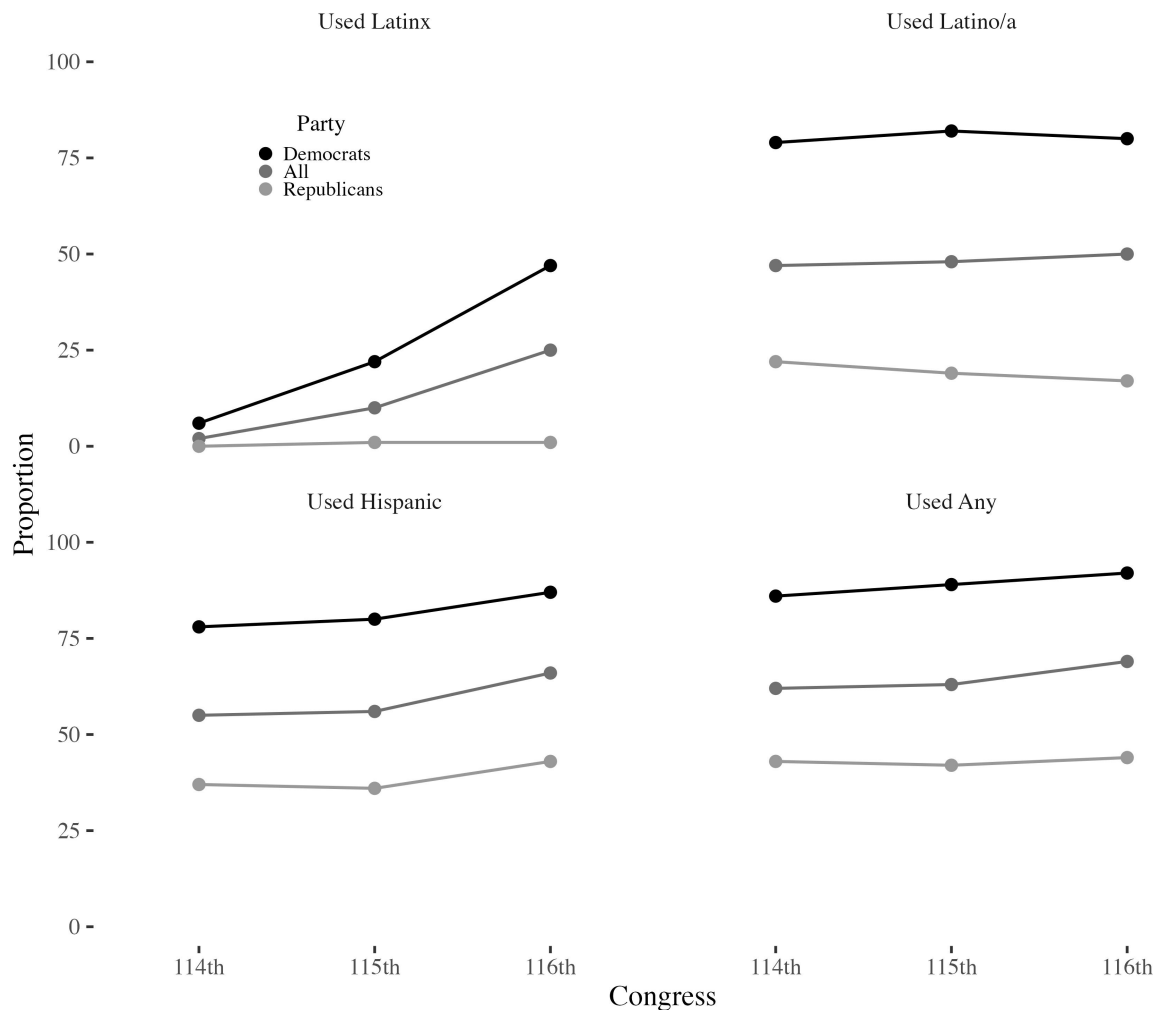 Used Latinx
Used Latino/a
100
75
50
25
0
Party
Democrats
All
Republicans
Proportion
Used Hispanic
Used Any
100
75
50
25
0
114th 115th 116th
114th 115th 116th
Congress